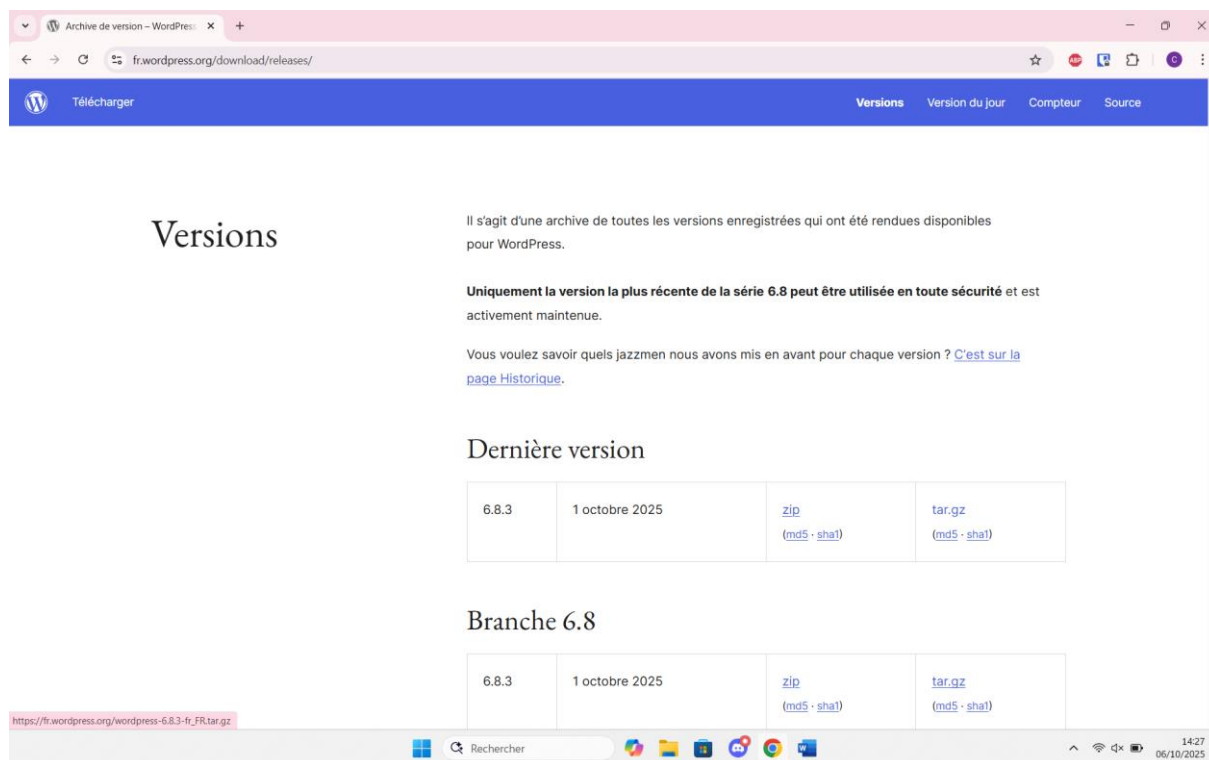 Archive de version – WordPress
fr.wordpress.org/download/releases/
ABP
C
Télécharger
Versions
Version du jour
Compteur
Source
Versions
Il s'agit d'une archive de toutes les versions enregistrées qui ont été rendues disponibles
pour WordPress.
Uniquement la version la plus récente de la série 6.8 peut être utilisée en toute sécurité et est
activement maintenue.
Vous voulez savoir quels jazzmen nous avons mis en avant pour chaque version ? C'est sur la
page Historique.
Dernière version
6.8.3
1 octobre 2025
zip
tar.gz
(md5 · sha1)
(md5 · sha1)
Branche 6.8
6.8.3
1 octobre 2025
zip
tar.gz
(md5 · sha1)
(md5 · sha1)
https://fr.wordpress.org/wordpress-6.8.3-fr_FR.tar.gz
Rechercher
14:27
06/10/2025